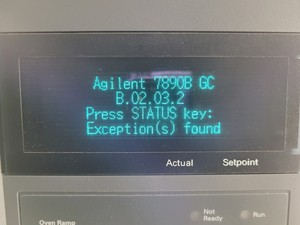 Agilent 7890B GC
B.02.03.2
Press STATUS key:
Exception(s) found
Actual Setpoint
Oven Ramp
Not Ready
Run